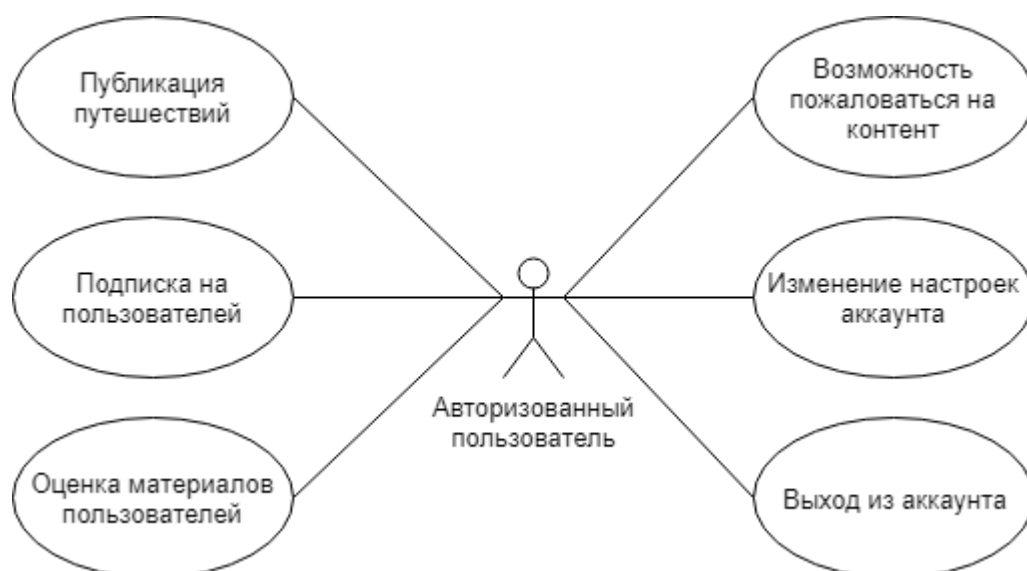 Публикация
путешествий
Возможность
пожаловаться на
контент
Подписка на
пользователей
Изменение настроек
аккаунта
Авторизованный
пользователь
Оценка материалов
пользователей
Выход из аккаунта